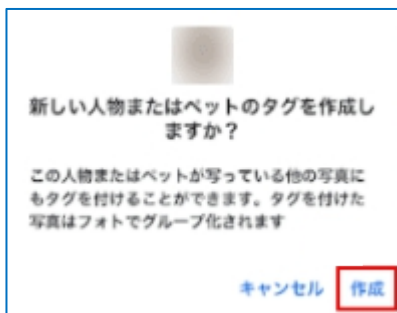 新しい人物またはペットのタグを作成し
ますか？
この人物またはペットが写っている他の写真に
もタグを付けることができます。タグを付けた
写真はフォトでグループ化されます
キャンセル 作成